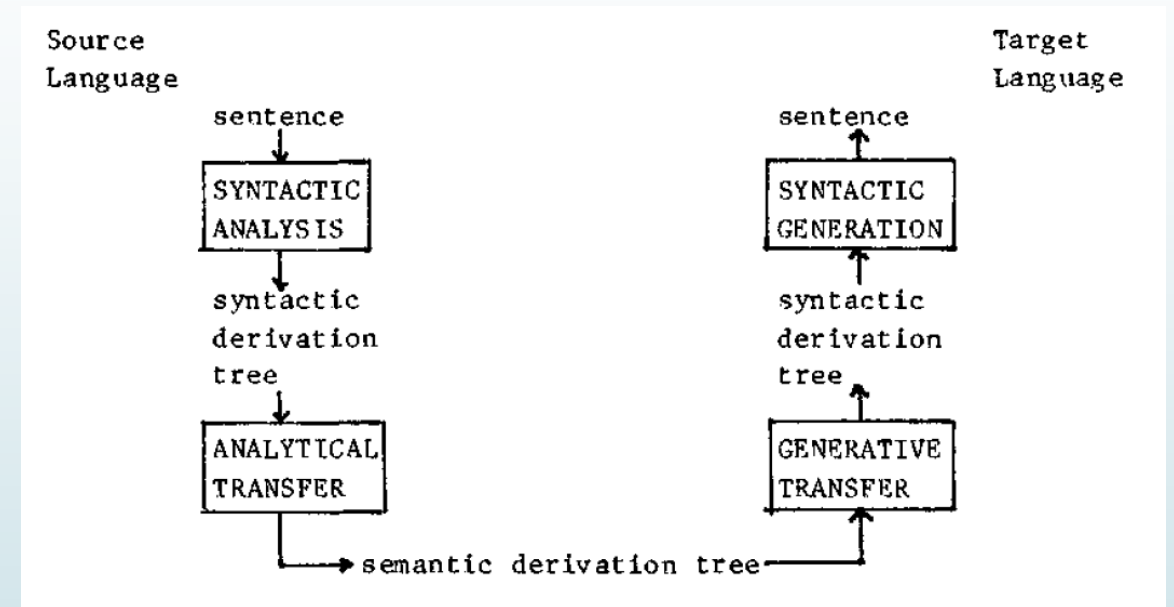 Source
Language
Target
Language
sentence
SYNTACTIC
ANALYSIS
syntactic
derivation
tree
ANALYTICAL
TRANSFER
semantic derivation tree
GENERATIVE
TRANSFER
syntactic
derivation
tree
SYNTACTIC
GENERATION
sentence